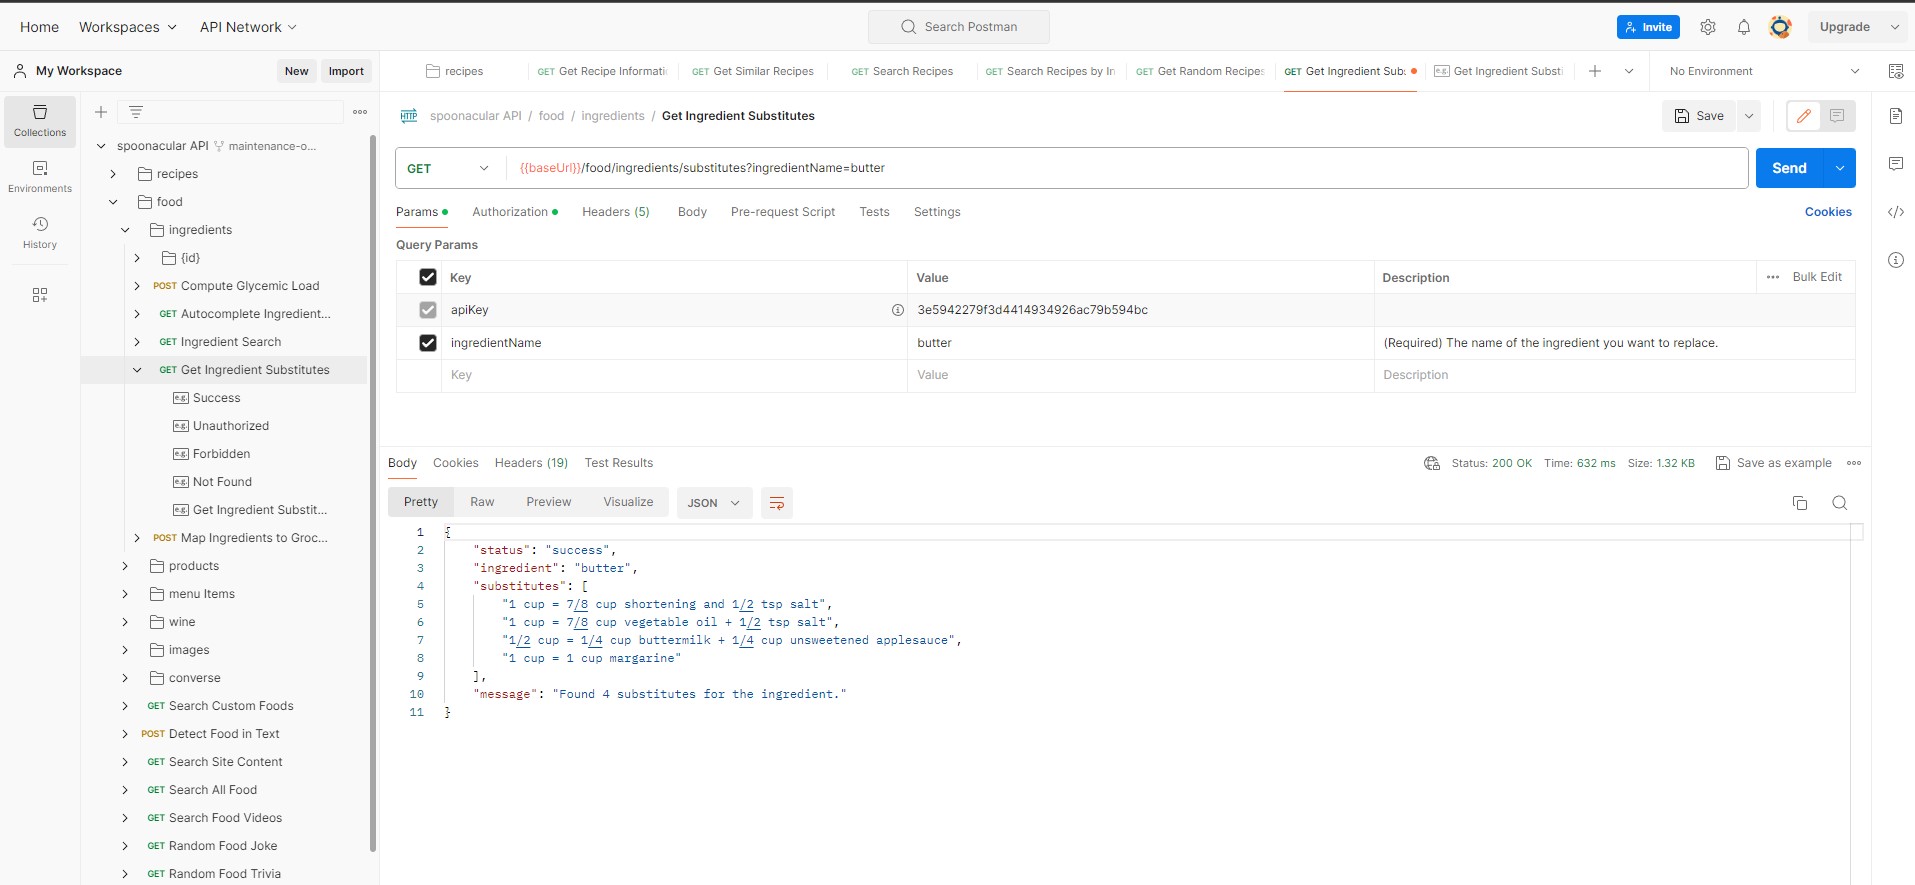 Home
Workspaces
API Network
Search Postman
Invite
Upgrade
My Workspace
New
Import
recipes
GET Get Recipe Informati
GET Get Similar Recipes
GET Search Recipes
GET Search Recipes by In
GET Get Random Recipes
GET Get Ingredient Sub
e.g. Get Ingredient Substi
No Environment
Collections
Environments
History
spoonacular API maintenance-o...
recipes
food
ingredients
{id}
POST Compute Glycemic Load
GET Autocomplete Ingredient...
GET Ingredient Search
GET Get Ingredient Substitutes
e.g. Success
e.g. Unauthorized
e.g. Forbidden
e.g. Not Found
e.g. Get Ingredient Substit...
POST Map Ingredients to Groc...
products
menu Items
wine
images
converse
GET Search Custom Foods
POST Detect Food in Text
GET Search Site Content
GET Search All Food
GET Search Food Videos
GET Random Food Joke
GET Random Food Trivia
HTTP spoonacular API / food / ingredients / Get Ingredient Substitutes
Save
GET
{{baseUrl}}/food/ingredients/substitutes?ingredientName=butter
Send
Params
Authorization
Headers (5)
Body
Pre-request Script
Tests
Settings
Cookies
Query Params
Key Value Description Bulk Edit
apiKey 3e5942279f3d4414934926ac79b594bc
ingredientName butter (Required) The name of the ingredient you want to replace.
Key Value Description
Body
Cookies
Headers (19)
Test Results
Status: 200 OK Time: 632 ms Size: 1.32 KB
Save as example
Pretty
Raw
Preview
Visualize
JSON
1 {
2 "status": "success",
3 "ingredient": "butter",
4 "substitutes": [
5 "1 cup = 7/8 cup shortening and 1/2 tsp salt",
6 "1 cup = 7/8 cup vegetable oil + 1/2 tsp salt",
7 "1/2 cup = 1/4 cup buttermilk + 1/4 cup unsweetened applesauce",
8 "1 cup = 1 cup margarine"
9 ],
10 "message": "Found 4 substitutes for the ingredient."
11 }